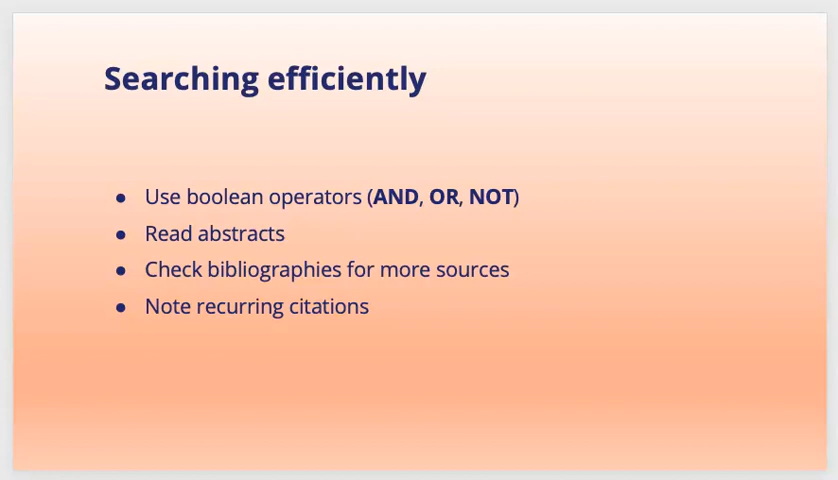 Searching efficiently
● Use boolean operators (AND, OR, NOT)
● Read abstracts
● Check bibliographies for more sources
● Note recurring citations